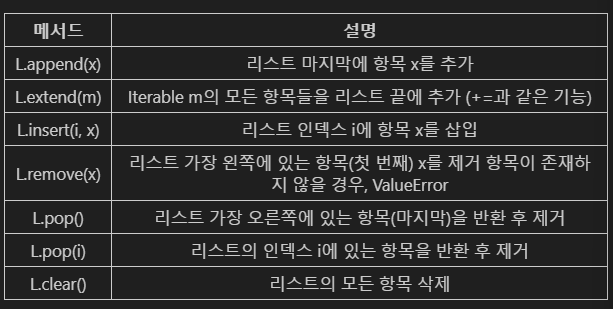 메서드 설명
L.append(x) 리스트 마지막에 항목 x를 추가
L.extend(m) Iterable m의 모든 항목들을 리스트 끝에 추가 (+=과 같은 기능)
L.insert(i, x) 리스트 인덱스 i에 항목 x를 삽입
L.remove(x) 리스트 가장 왼쪽에 있는 항목(첫 번째) x를 제거 항목이 존재하
지 않을 경우, ValueError
L.pop() 리스트 가장 오른쪽에 있는 항목(마지막)을 반환 후 제거
L.pop(i) 리스트의 인덱스 i에 있는 항목을 반환 후 제거
L.clear() 리스트의 모든 항목 삭제